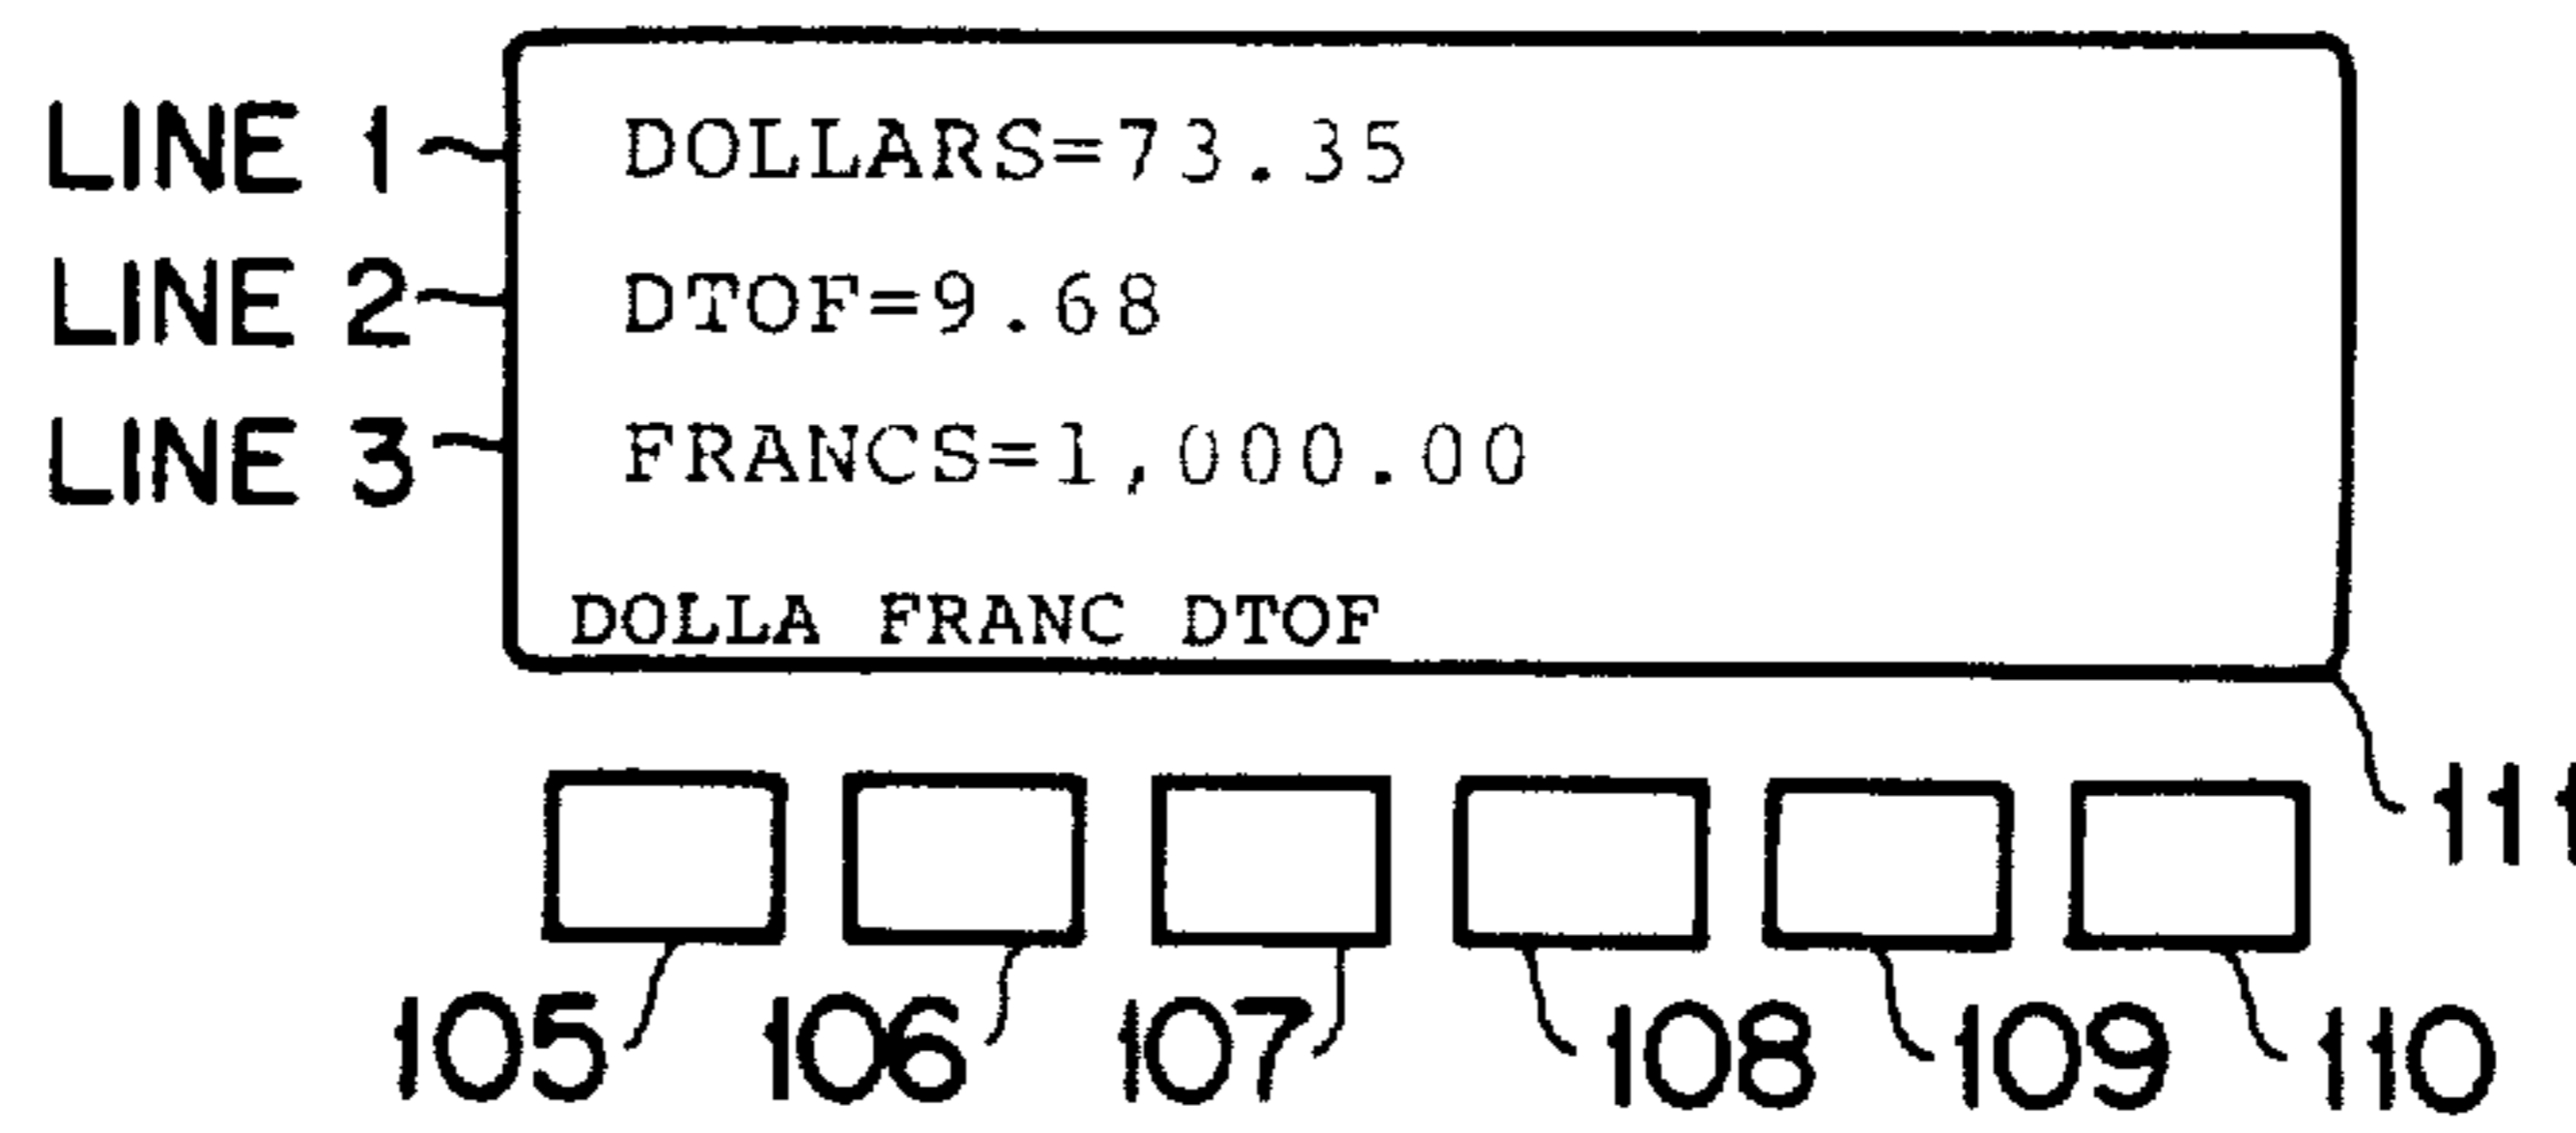 LINE 1 DOLLARS=73.35
LINE 2 DTOF=9.68
LINE 3 FRANCS=1,000.00
DOLLA FRANC DTOF
111
105 106 107 108 109 110